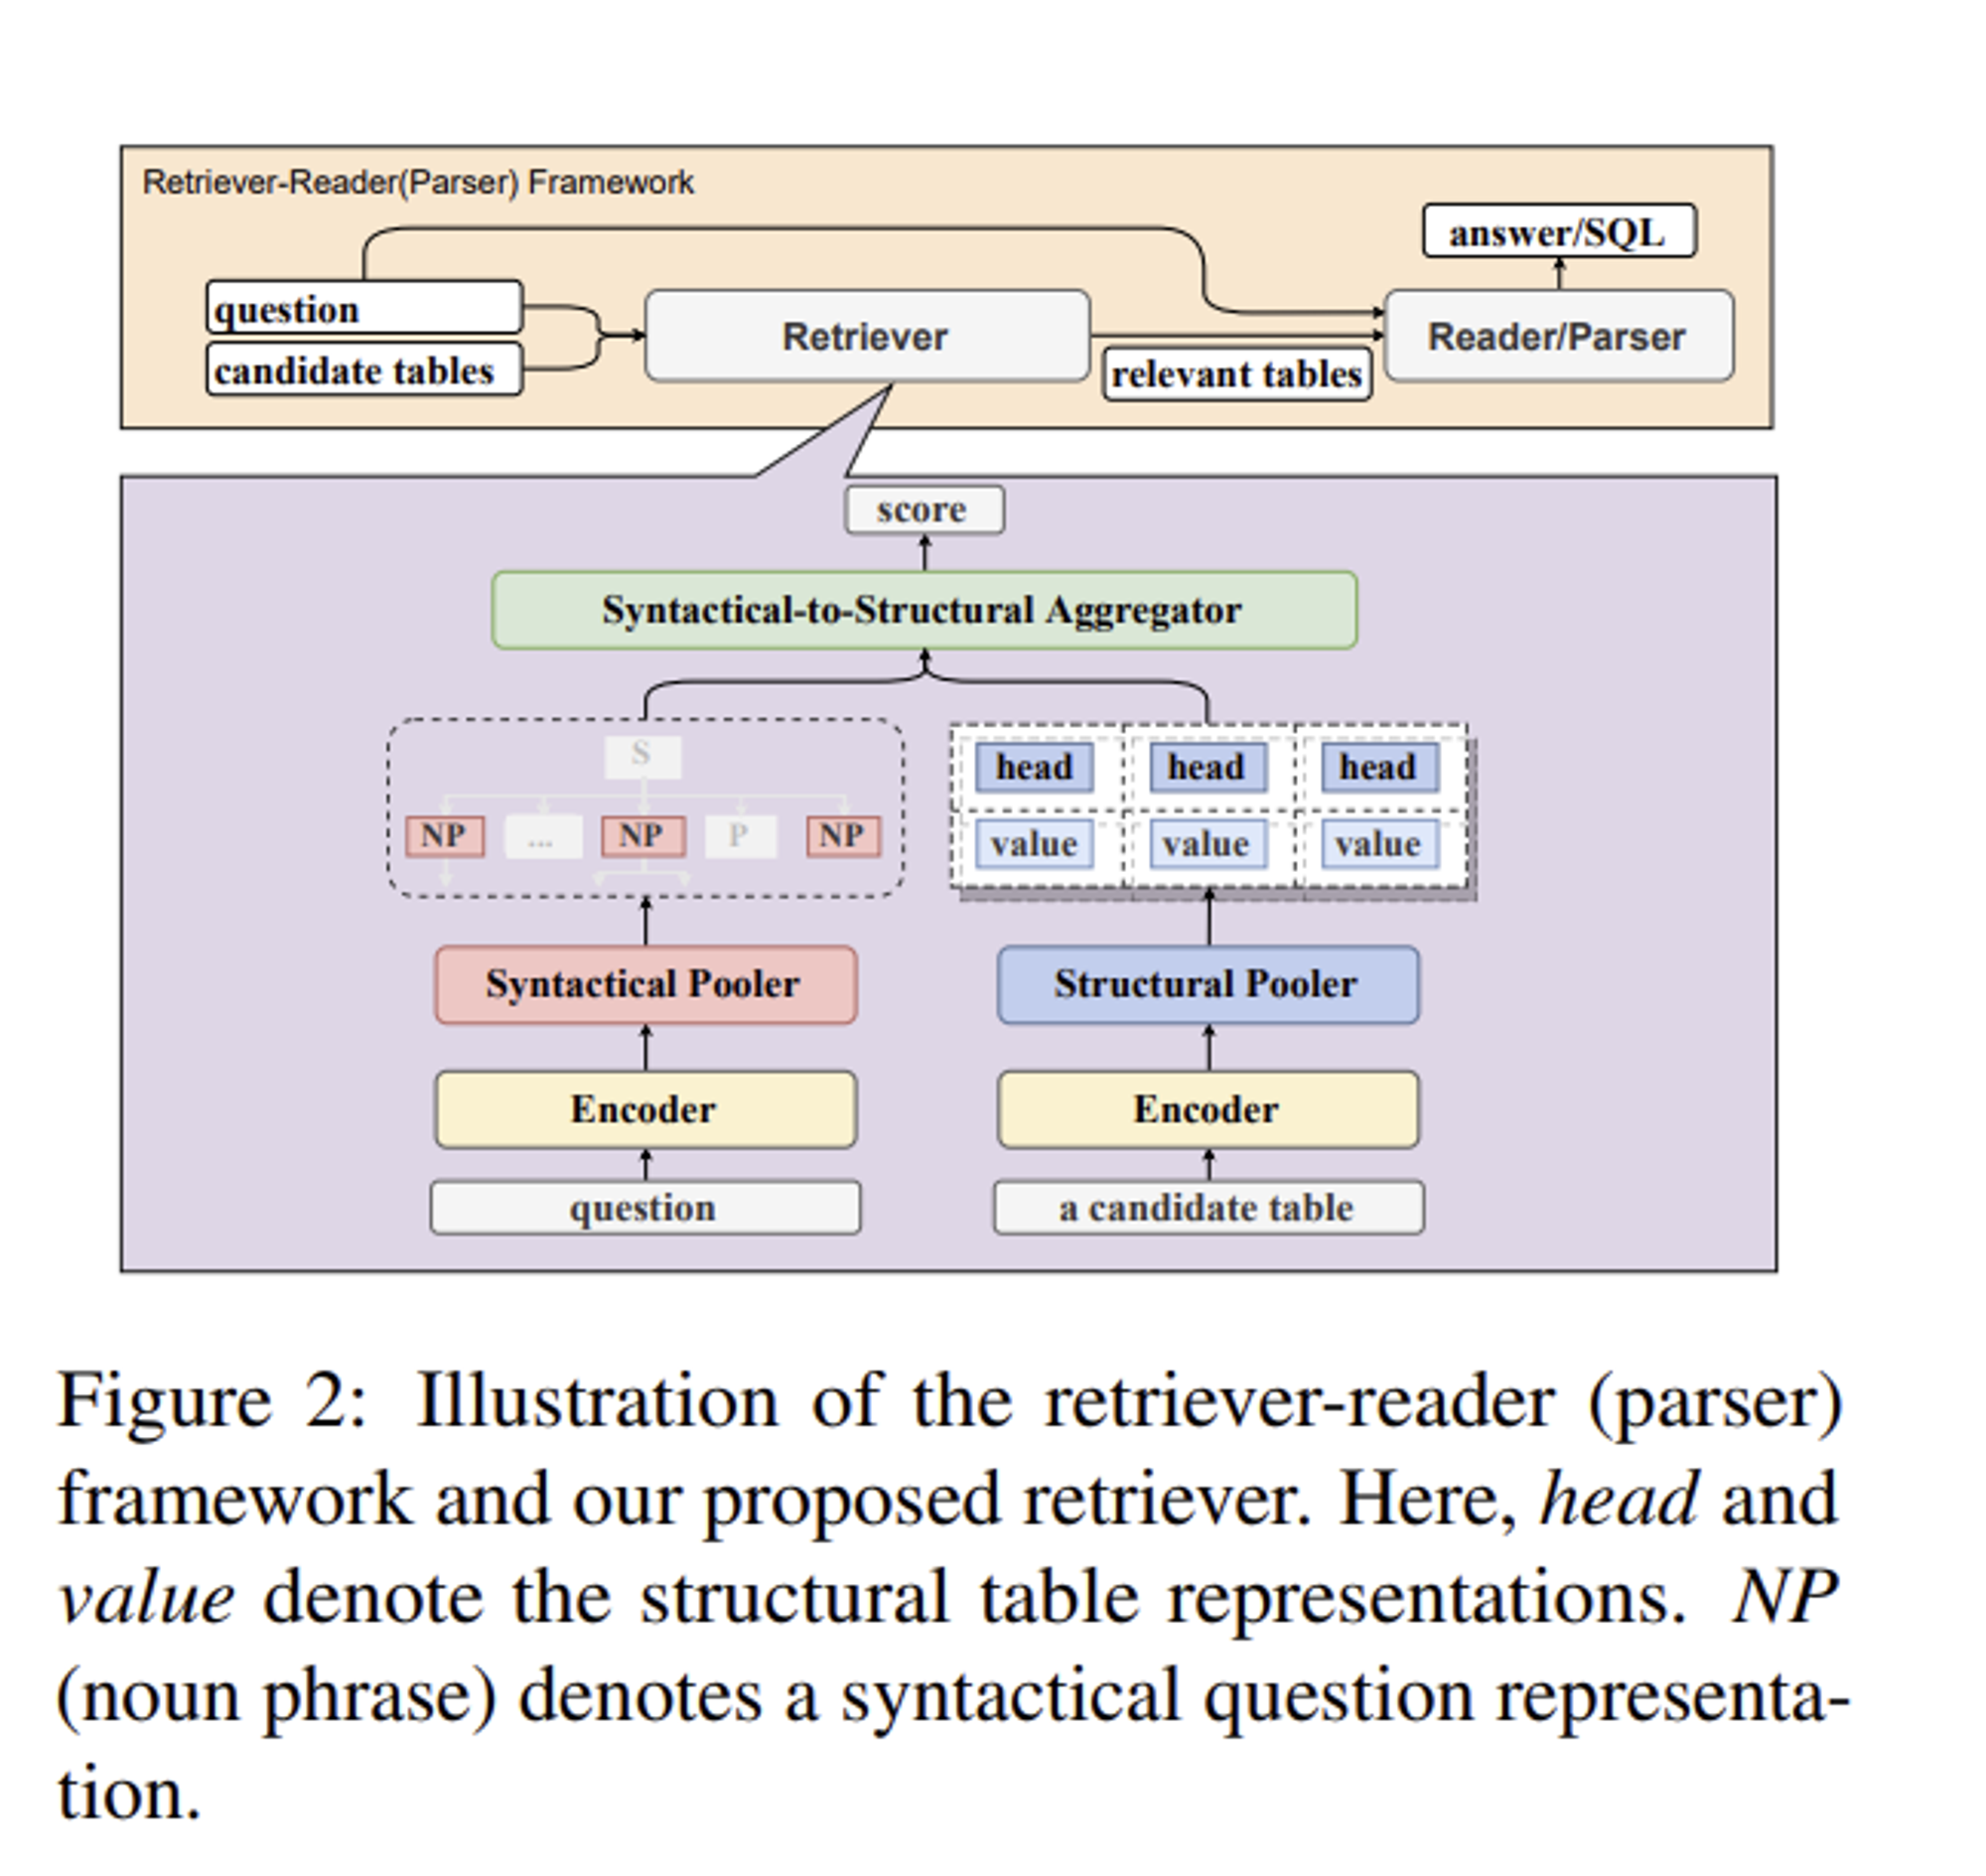 Retriever-Reader(Parser) Framework
answer/SQL
question
candidate tables
Retriever
relevant tables
Reader/Parser
score
Syntactical-to-Structural Aggregator
S
NP ... NP P NP
head head head
value value value
Syntactical Pooler Structural Pooler
Encoder Encoder
question a candidate table
Figure 2: Illustration of the retriever-reader (parser)
framework and our proposed retriever. Here, head and
value denote the structural table representations. NP
(noun phrase) denotes a syntactical question representa-
tion.